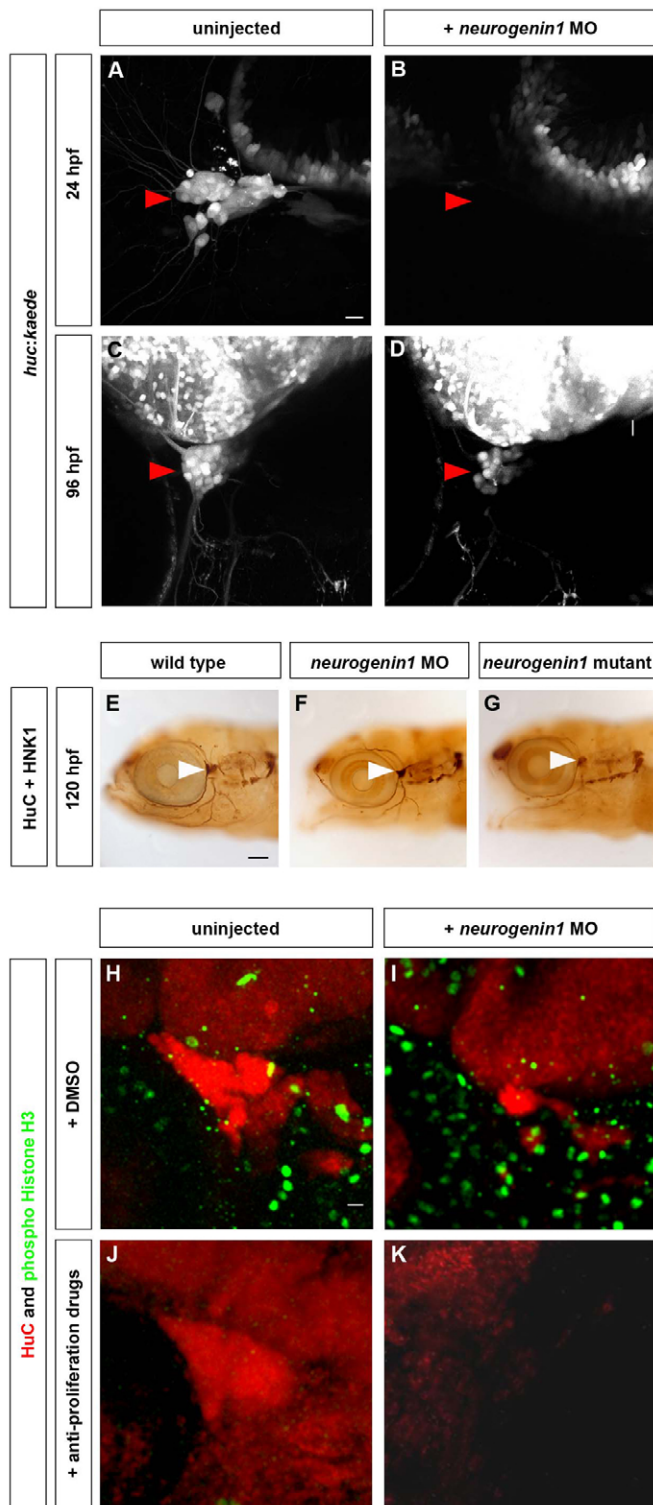 uninjected
+ neurogenin1 MO
huc:kaede
24 hpf
A
B
96 hpf
C
D
wild type
neurogenin1 MO
neurogenin1 mutant
HuC + HNK1
120 hpf
E
F
G
uninjected
+ neurogenin1 MO
HuC and phospho Histone H3
+ DMSO
H
I
+ anti-proliferation drugs
J
K